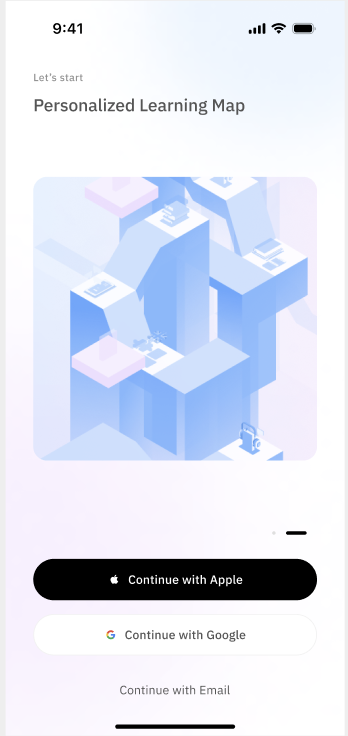 9:41
Let's start
Personalized Learning Map
Continue with Apple
Continue with Google
Continue with Email